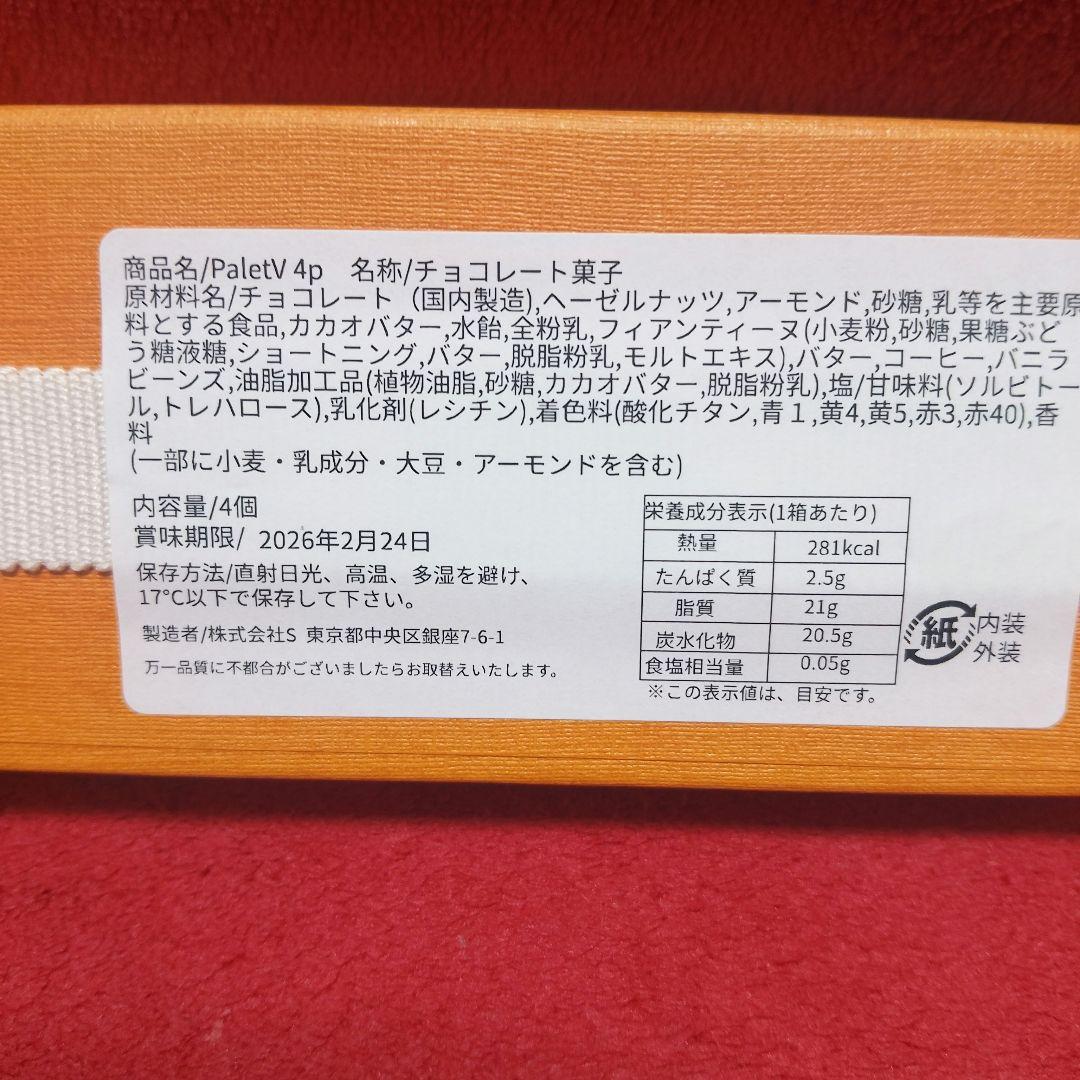 商品名/PaletV 4p　名称/チョコレート菓子
原材料名/チョコレート（国内製造),ヘーゼルナッツ,アーモンド,砂糖,乳等を主要原
料とする食品,カカオバター,水飴,全粉乳,フィアンティーヌ(小麦粉,砂糖,果糖ぶど
う糖液糖,ショートニング,バター,脱脂粉乳,モルトエキス),バター,コーヒー,バニラ
ビーンズ,油脂加工品(植物油脂,砂糖,カカオバター,脱脂粉乳),塩/甘味料(ソルビトー
ル,トレハロース),乳化剤(レシチン),着色料(酸化チタン,青１,黄4,黄5,赤3,赤40),香
料
(一部に小麦・乳成分・大豆・アーモンドを含む)
内容量/4個
賞味期限/ 2026年2月24日
保存方法/直射日光、高温、多湿を避け、
17℃以下で保存して下さい。
製造者/株式会社S 東京都中央区銀座7-6-1
万一品質に不都合がございましたらお取替えいたします。
栄養成分表示(1箱あたり)
熱量 281kcal
たんぱく質 2.5g
脂質 21g
炭水化物 20.5g
食塩相当量 0.05g
※この表示値は、目安です。
紙 内装
外装